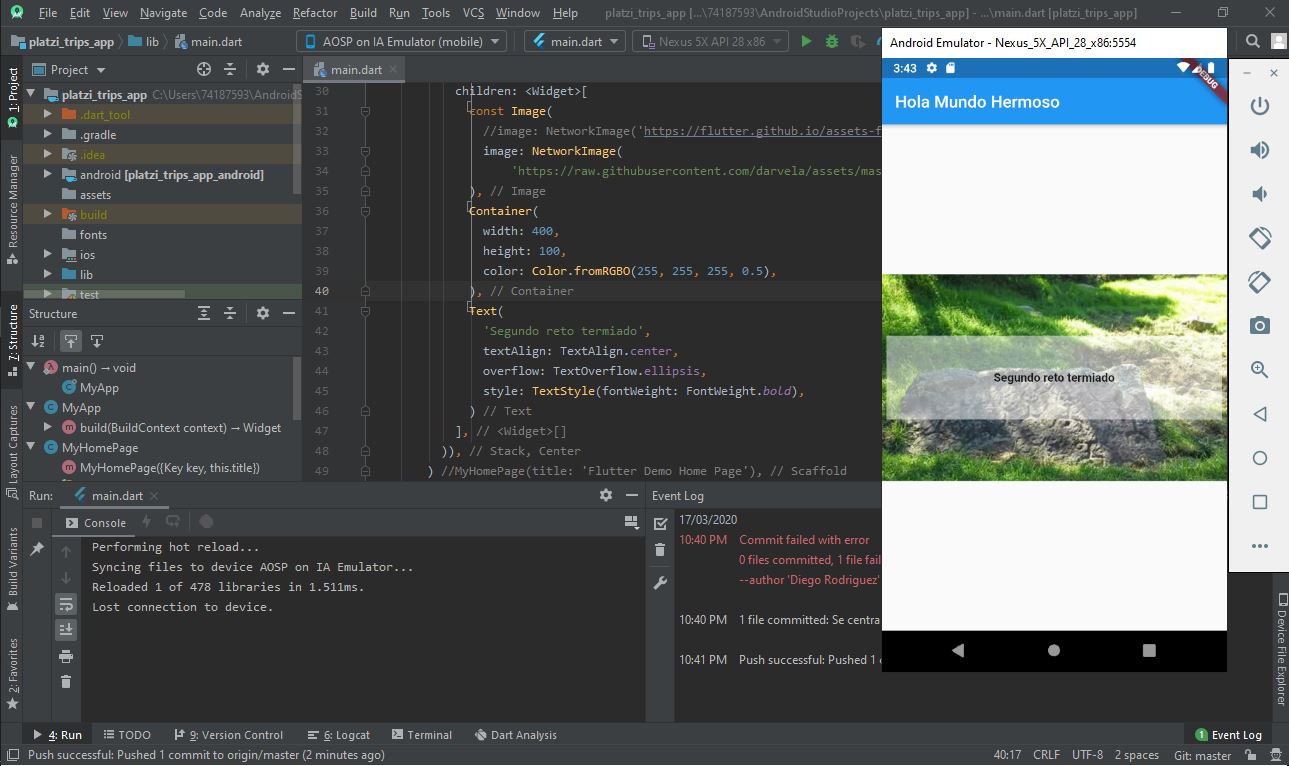 File Edit View Navigate Code Analyze Refactor Build Run Tools VCS Window Help platzi_trips_app [...\74187593\AndroidStudioProjects\platzi_trips_app] - ...\main.dart [platzi_trips_app]
platzi_trips_app lib main.dart AOSP on IA Emulator (mobile) main.dart Nexus 5X API 28 x86
Project main.dart
1: Project
Resource Manager
7: Structure
Layout Captures
Build Variants
2: Favorites
platzi_trips_app C:\Users\74187593\AndroidS
.dart_tool
.gradle
.idea
android [platzi_trips_app_android]
assets
build
fonts
ios
lib
test
Structure
main() → void
MyApp
MyApp
build(BuildContext context) → Widget
MyHomePage
MyHomePage({Key key, this.title})
30 children: <Widget>[
31 const Image(
32 //image: NetworkImage('https://flutter.github.io/assets-f
33 image: NetworkImage(
34 'https://raw.githubusercontent.com/darvela/assets/mas
35 ), // Image
36 Container(
37 width: 400,
38 height: 100,
39 color: Color.fromRGBO(255, 255, 255, 0.5),
40 ), // Container
41 Text(
42 'Segundo reto termiado',
43 textAlign: TextAlign.center,
44 overflow: TextOverflow.ellipsis,
45 style: TextStyle(fontWeight: FontWeight.bold),
46 ) // Text
47 ], // <Widget>[]
48 )), // Stack, Center
49 ) //MyHomePage(title: 'Flutter Demo Home Page'), // Scaffold
Android Emulator - Nexus_5X_API_28_x86:5554
3:43
DEBUG
Hola Mundo Hermoso
Segundo reto termiado
Run: main.dart
Console
Performing hot reload...
Syncing files to device AOSP on IA Emulator...
Reloaded 1 of 478 libraries in 1.511ms.
Lost connection to device.
Event Log
17/03/2020
10:40 PM Commit failed with error
0 files committed, 1 file fail
--author 'Diego Rodriguez'
10:40 PM 1 file committed: Se centra
10:41 PM Push successful: Pushed 1 c
Device File Explorer
4: Run TODO 9: Version Control 6: Logcat Terminal Dart Analysis 1 Event Log
Push successful: Pushed 1 commit to origin/master (2 minutes ago) 40:17 CRLF UTF-8 2 spaces Git: master